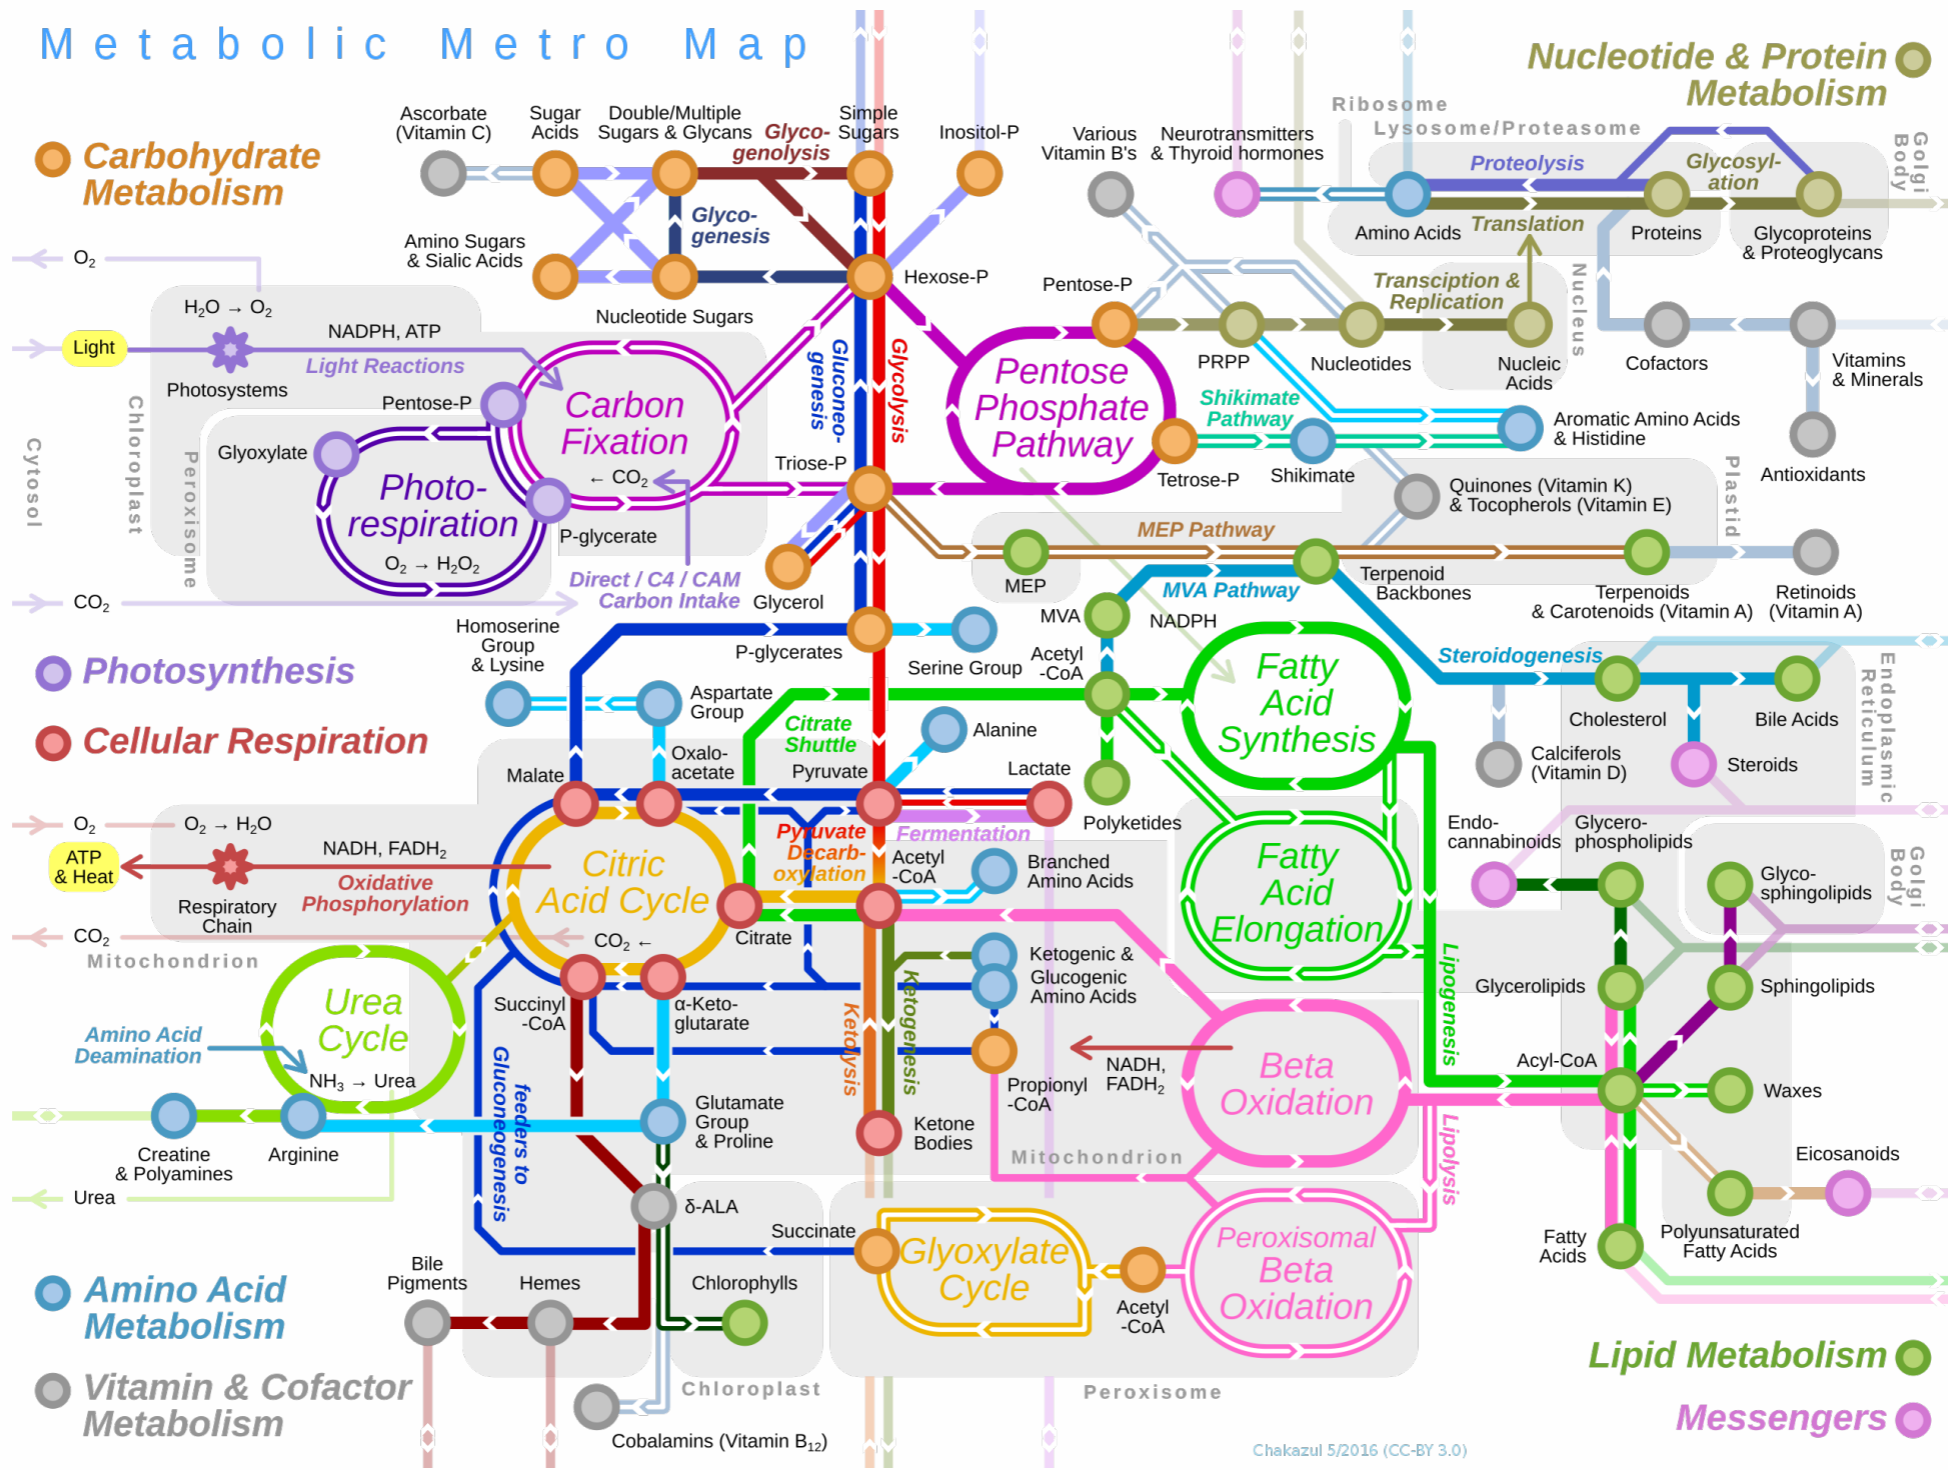 Metabolic Metro Map
Nucleotide & Protein
Metabolism
Carbohydrate
Metabolism
Ascorbate
(Vitamin C)
Sugar
Acids
Double/Multiple
Sugars & Glycans
Glyco-
genolysis
Simple
Sugars
Inositol-P
Various
Vitamin B's
Neurotransmitters
& Thyroid hormones
Ribosome
Lysosome/Proteasome
Golgi
Body
Proteolysis
Glycosyl-
ation
Amino Acids
Translation
Proteins
Glycoproteins
& Proteoglycans
Glyco-
genesis
Amino Sugars
& Sialic Acids
Nucleotide Sugars
Hexose-P
Pentose-P
Transciption &
Replication
Nucleus
PRPP
Nucleotides
Nucleic
Acids
Cofactors
Vitamins
& Minerals
Antioxidants
O₂
H₂O → O₂
Light
NADPH, ATP
Light Reactions
Photosystems
Pentose-P
Carbon
Fixation
← CO₂
Glyoxylate
Photo-
respiration
O₂ → H₂O₂
P-glycerate
Direct / C4 / CAM
Carbon Intake
Cytosol
Chloroplast
Peroxisome
CO₂
Gluconeo-
genesis
Glycolysis
Triose-P
Glycerol
Pentose
Phosphate
Pathway
Shikimate
Pathway
Tetrose-P
Shikimate
Aromatic Amino Acids
& Histidine
Quinones (Vitamin K)
& Tocopherols (Vitamin E)
Plastid
MEP Pathway
MEP
MVA Pathway
Terpenoid
Backbones
Terpenoids
& Carotenoids (Vitamin A)
Retinoids
(Vitamin A)
MVA
NADPH
Photosynthesis
Cellular Respiration
Homoserine
Group
& Lysine
Aspartate
Group
P-glycerates
Serine Group
Acetyl
-CoA
Citrate
Shuttle
Alanine
Fatty
Acid
Synthesis
Steroidogenesis
Cholesterol
Bile Acids
Endoplasmic
Reticulum
Calciferols
(Vitamin D)
Steroids
Malate
Oxalo-
acetate
Pyruvate
Lactate
Polyketides
Fermentation
Pyruvate
Decarb-
oxylation
O₂
O₂ → H₂O
ATP
& Heat
NADH, FADH₂
Oxidative
Phosphorylation
Respiratory
Chain
CO₂
Mitochondrion
Citric
Acid Cycle
CO₂ ←
Citrate
Acetyl
-CoA
Branched
Amino Acids
Fatty
Acid
Elongation
Endo-
cannabinoids
Glycero-
phospholipids
Glyco-
sphingolipids
Golgi
Body
Glycerolipids
Sphingolipids
Urea
Cycle
NH₃ → Urea
Amino Acid
Deamination
Succinyl
-CoA
α-Keto-
glutarate
Ketogenic &
Glucogenic
Amino Acids
Ketolysis
Ketogenesis
Propionyl
-CoA
NADH,
FADH₂
Beta
Oxidation
Lipogenesis
Lipolysis
Acyl-CoA
Waxes
Creatine
& Polyamines
Arginine
feeders to
Gluconeogenesis
Glutamate
Group
& Proline
Ketone
Bodies
Mitochondrion
Eicosanoids
Urea
δ-ALA
Succinate
Glyoxylate
Cycle
Acetyl
-CoA
Peroxisomal
Beta
Oxidation
Fatty
Acids
Polyunsaturated
Fatty Acids
Amino Acid
Metabolism
Bile
Pigments
Hemes
Chlorophylls
Chloroplast
Peroxisome
Lipid Metabolism
Vitamin & Cofactor
Metabolism
Cobalamins (Vitamin B₁₂)
Messengers
Chakazul 5/2016 (CC-BY 3.0)